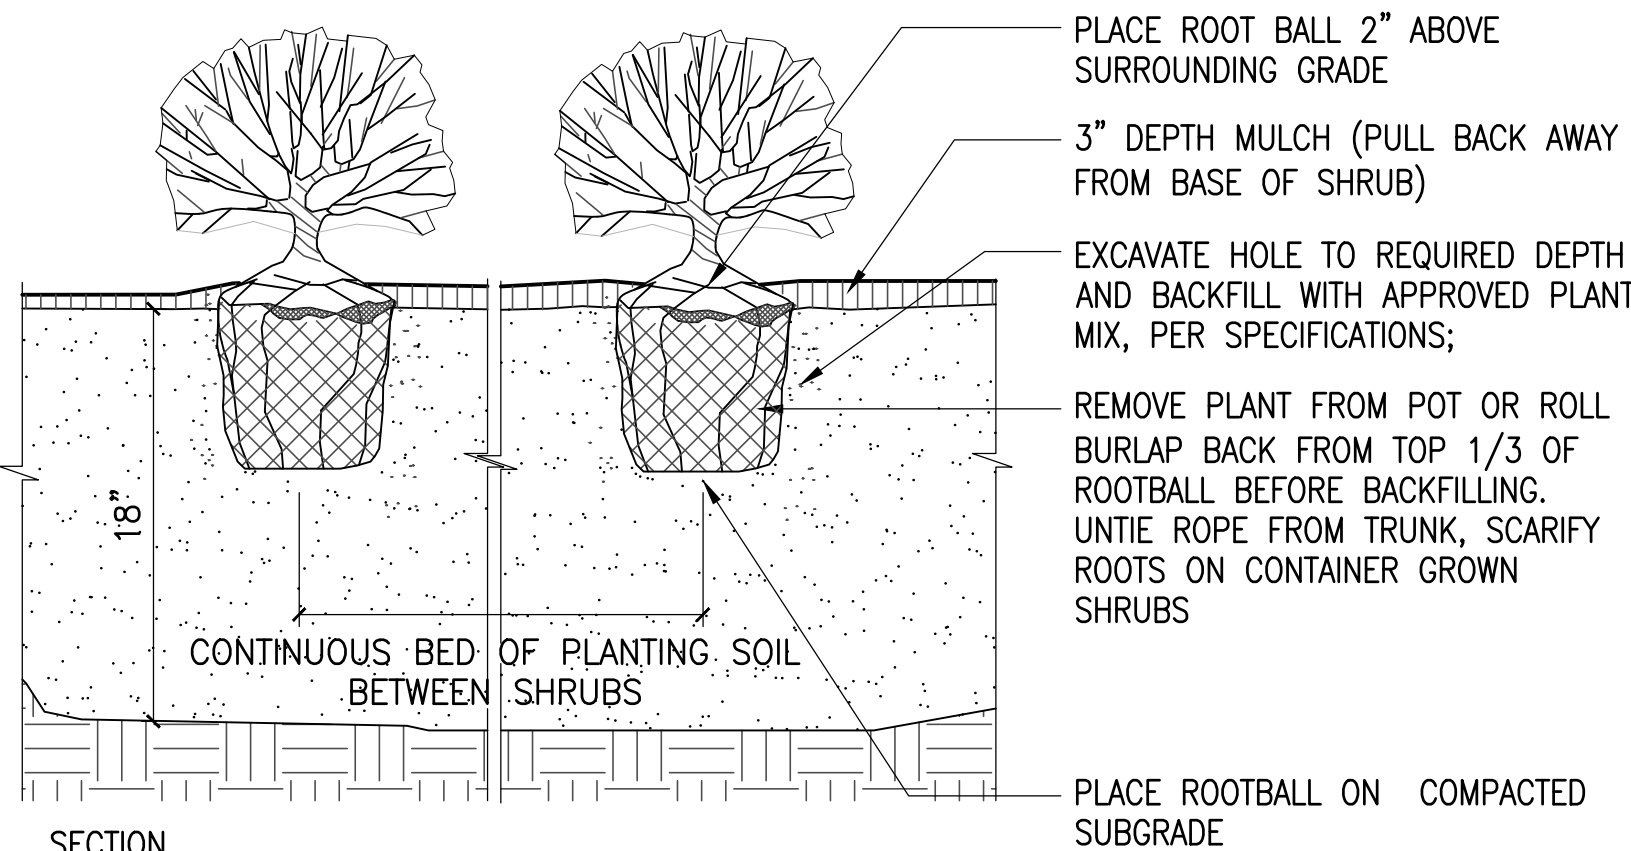 PLACE ROOT BALL 2” ABOVE
SURROUNDING GRADE
3” DEPTH MULCH (PULL BACK AWAY
FROM BASE OF SHRUB)
EXCAVATE HOLE TO REQUIRED DEPTH
AND BACKFILL WITH APPROVED PLANT
MIX, PER SPECIFICATIONS;
REMOVE PLANT FROM POT OR ROLL
BURLAP BACK FROM TOP 1/3 OF
ROOTBALL BEFORE BACKFILLING.
UNTIE ROPE FROM TRUNK, SCARIFY
ROOTS ON CONTAINER GROWN
SHRUBS
18”
CONTINUOUS BED OF PLANTING SOIL
BETWEEN SHRUBS
PLACE ROOTBALL ON COMPACTED
SUBGRADE
SECTION